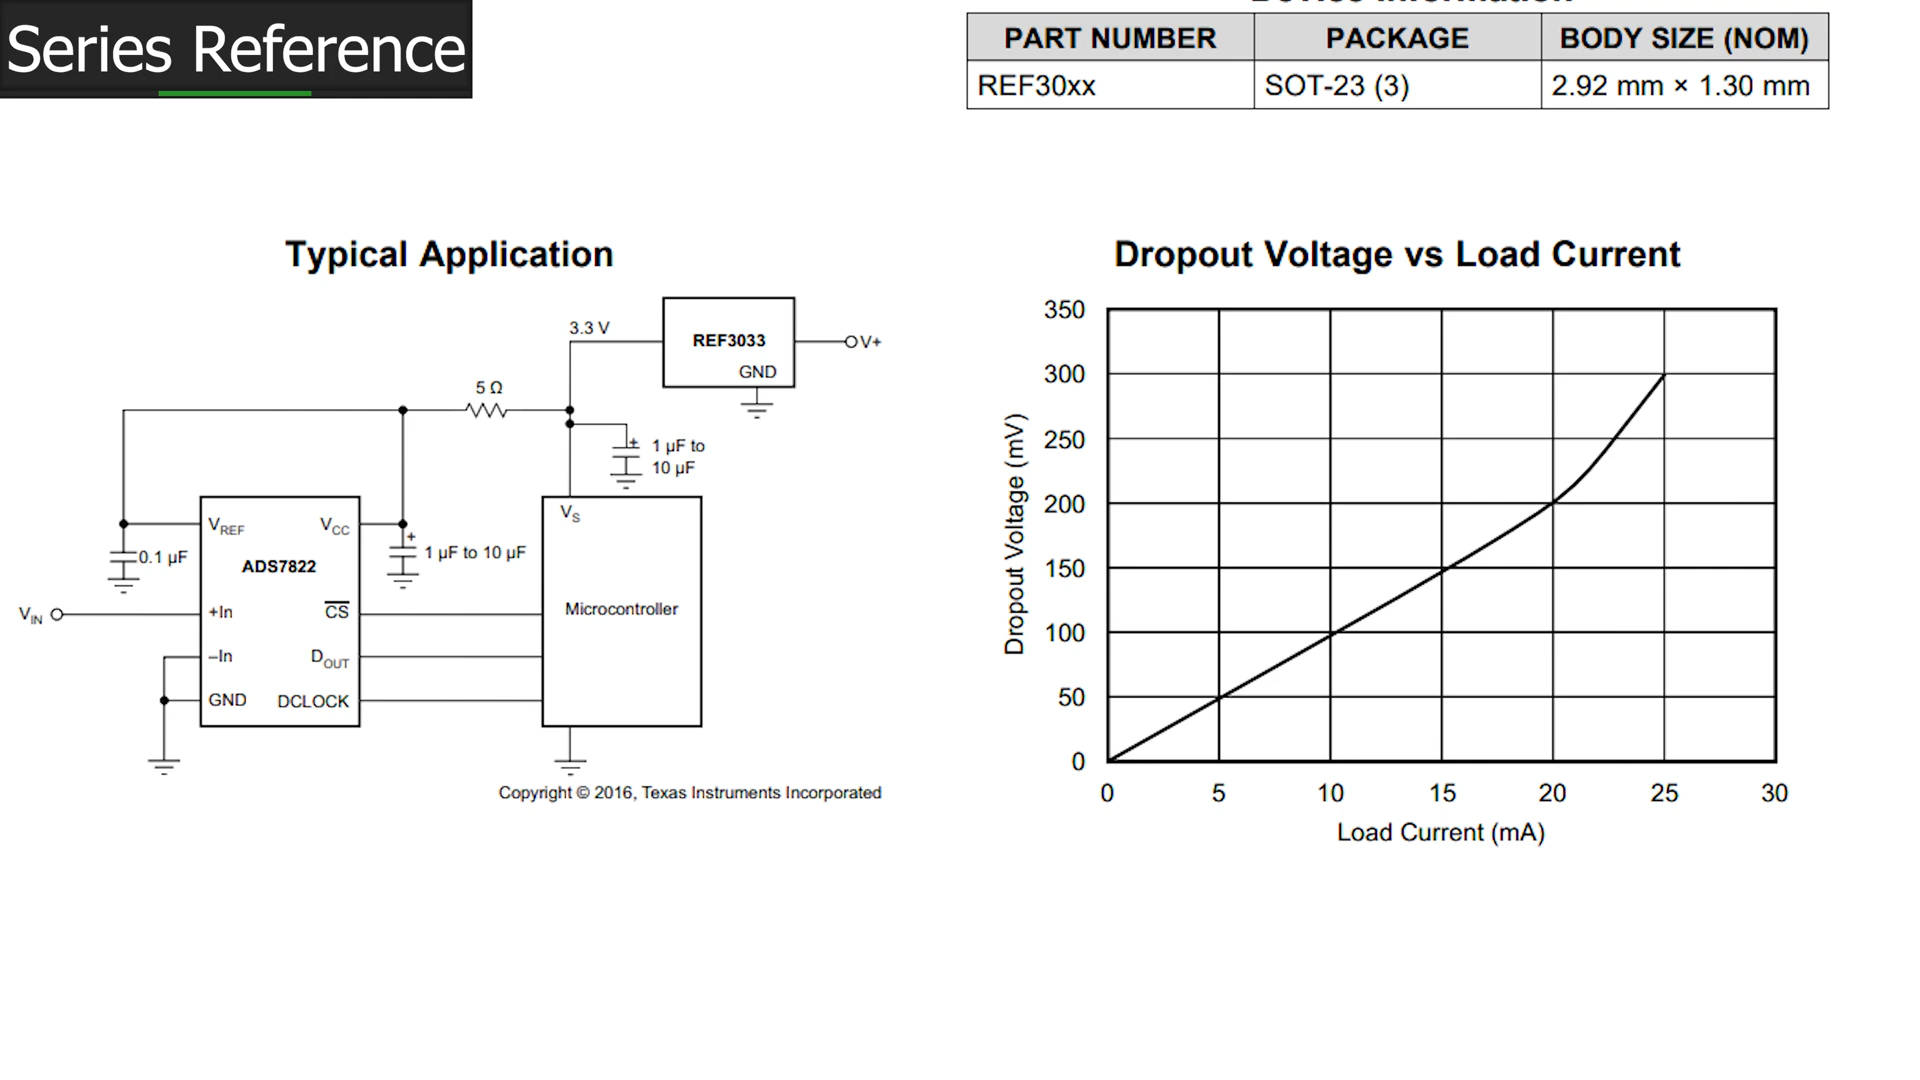 Series Reference
Device Information
PART NUMBER PACKAGE BODY SIZE (NOM)
REF30xx SOT-23 (3) 2.92 mm × 1.30 mm
Typical Application
3.3 V
REF3033
GND
V+
5 Ω
+
1 µF to
10 µF
VREF
VCC
0.1 µF
ADS7822
+
1 µF to 10 µF
VS
VIN
+In
CS
–In
DOUT
GND
DCLOCK
Microcontroller
Copyright © 2016, Texas Instruments Incorporated
Dropout Voltage vs Load Current
350
300
250
200
150
100
50
0
Dropout Voltage (mV)
0 5 10 15 20 25 30
Load Current (mA)